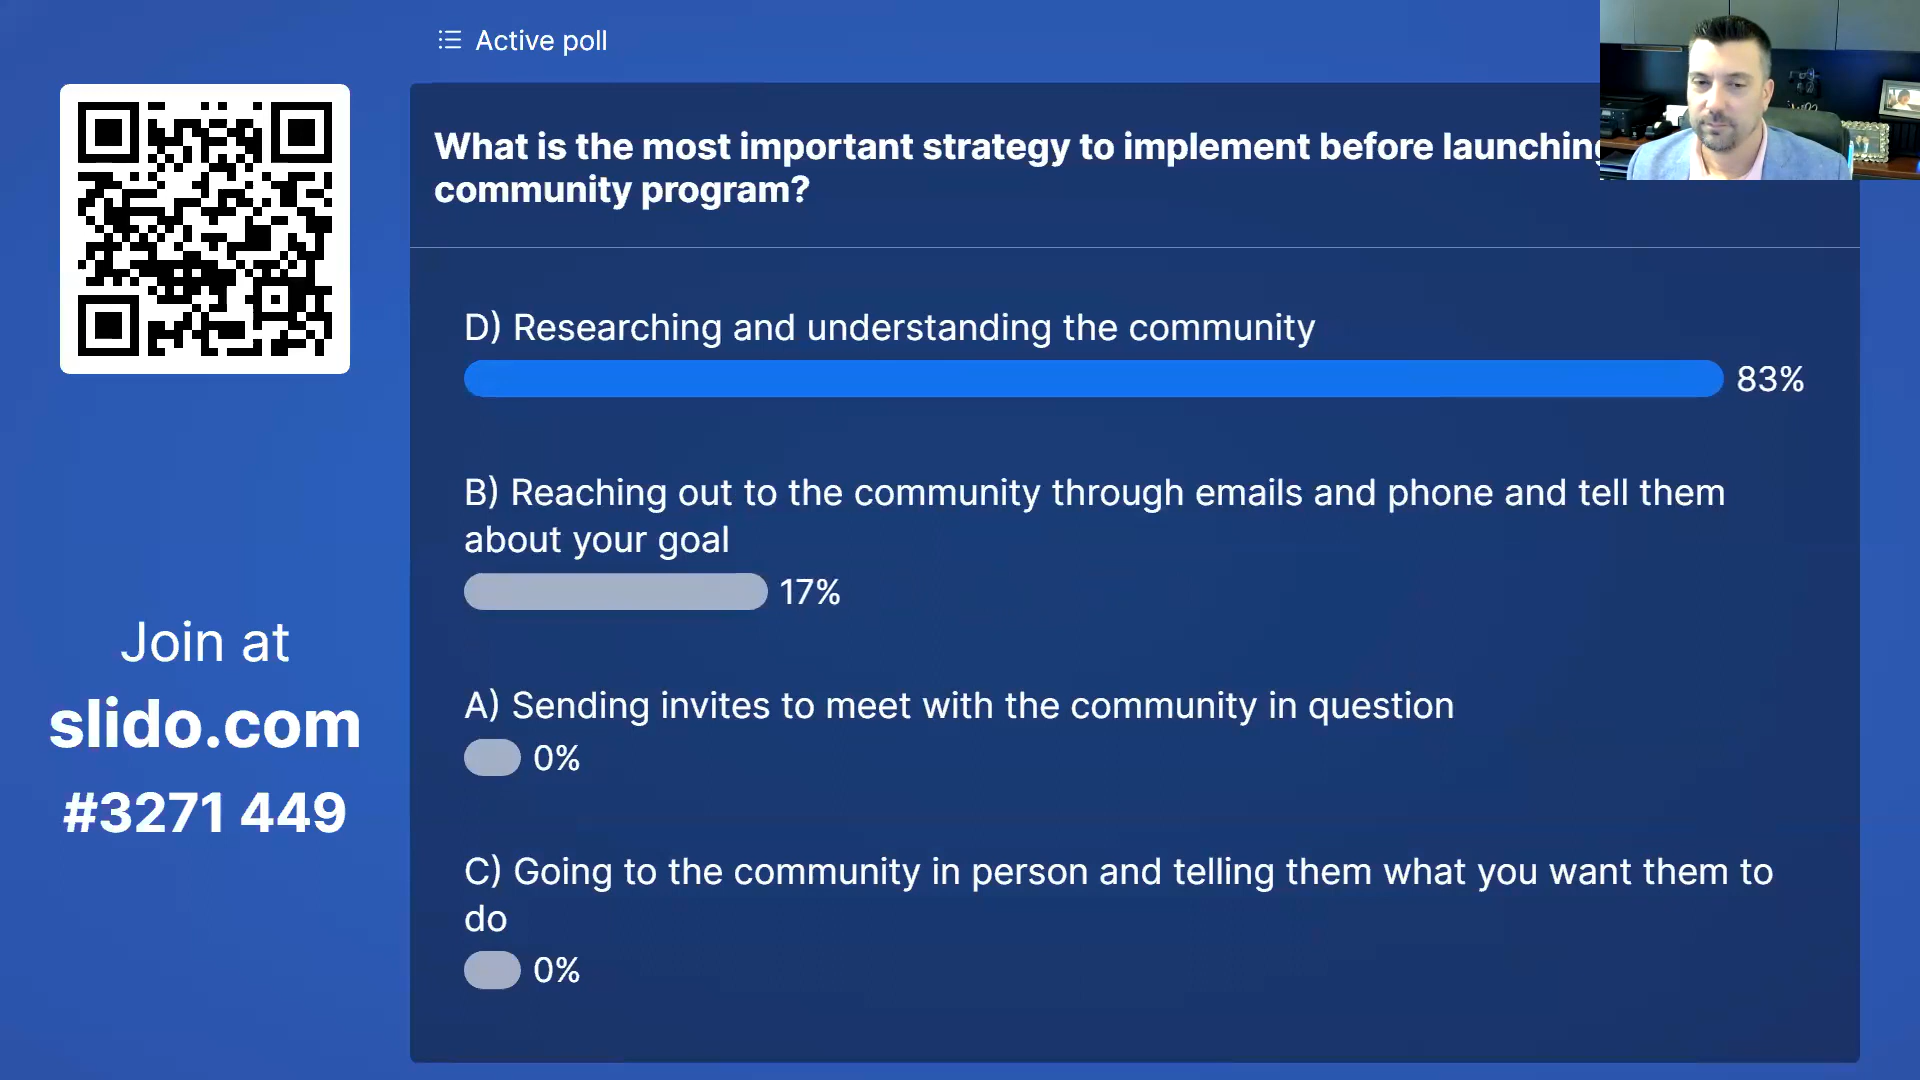 Active poll
What is the most important strategy to implement before launching
community program?
D) Researching and understanding the community
83%
B) Reaching out to the community through emails and phone and tell them
about your goal
17%
A) Sending invites to meet with the community in question
0%
C) Going to the community in person and telling them what you want them to
do
0%
Join at
slido.com
#3271 449